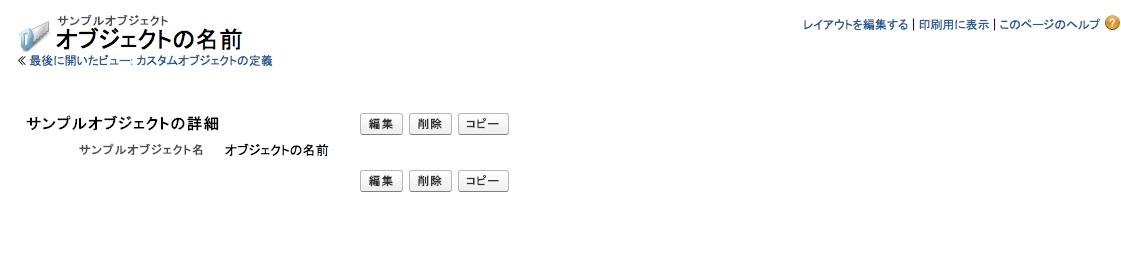 サンプルオブジェクト
オブジェクトの名前
レイアウトを編集する | 印刷用に表示 | このページのヘルプ ?
≪ 最後に開いたビュー: カスタムオブジェクトの定義
サンプルオブジェクトの詳細 編集 削除 コピー
サンプルオブジェクト名 オブジェクトの名前
編集 削除 コピー